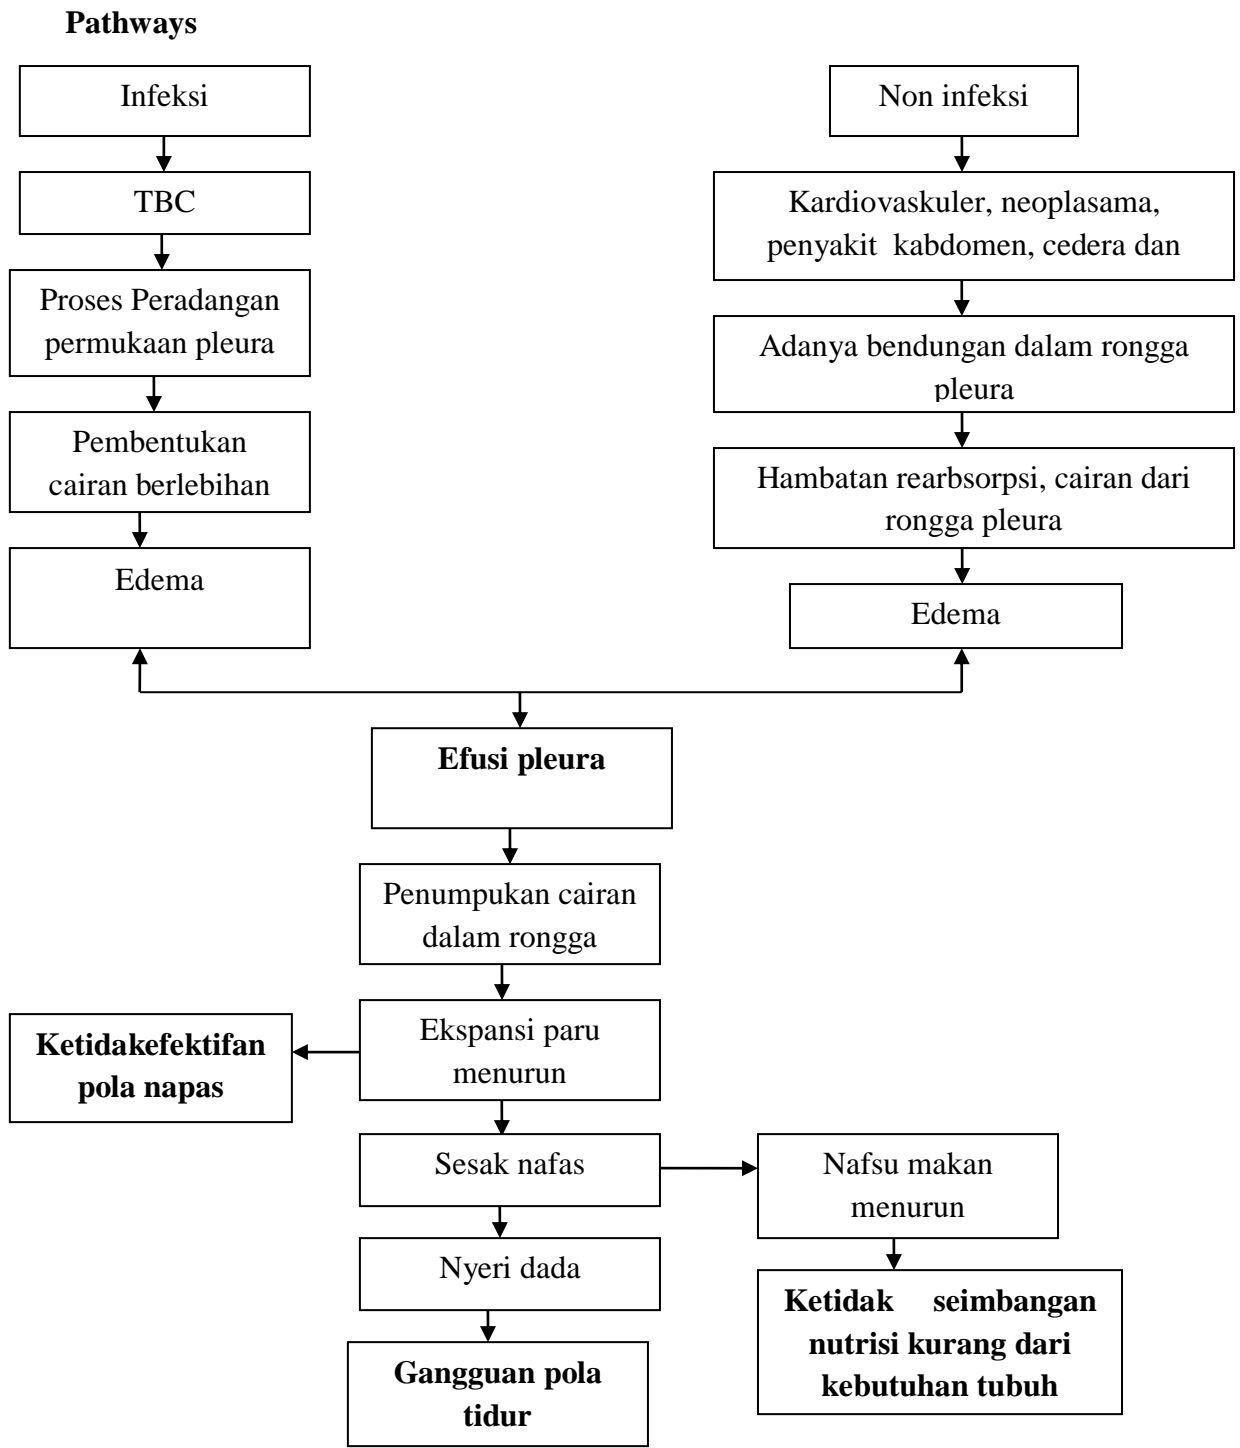 Pathways
Infeksi
Non infeksi
TBC
Kardiovaskuler, neoplasama,
penyakit kabdomen, cedera dan
Proses Peradangan
permukaan pleura
Adanya bendungan dalam rongga
pleura
Pembentukan
cairan berlebihan
Hambatan rearbsorpsi, cairan dari
rongga pleura
Edema
Edema
Efusi pleura
Penumpukan cairan
dalam rongga
Ekspansi paru
menurun
Ketidakefektifan
pola napas
Sesak nafas
Nafsu makan
menurun
Nyeri dada
Ketidak seimbangan
nutrisi kurang dari
kebutuhan tubuh
Gangguan pola
tidur